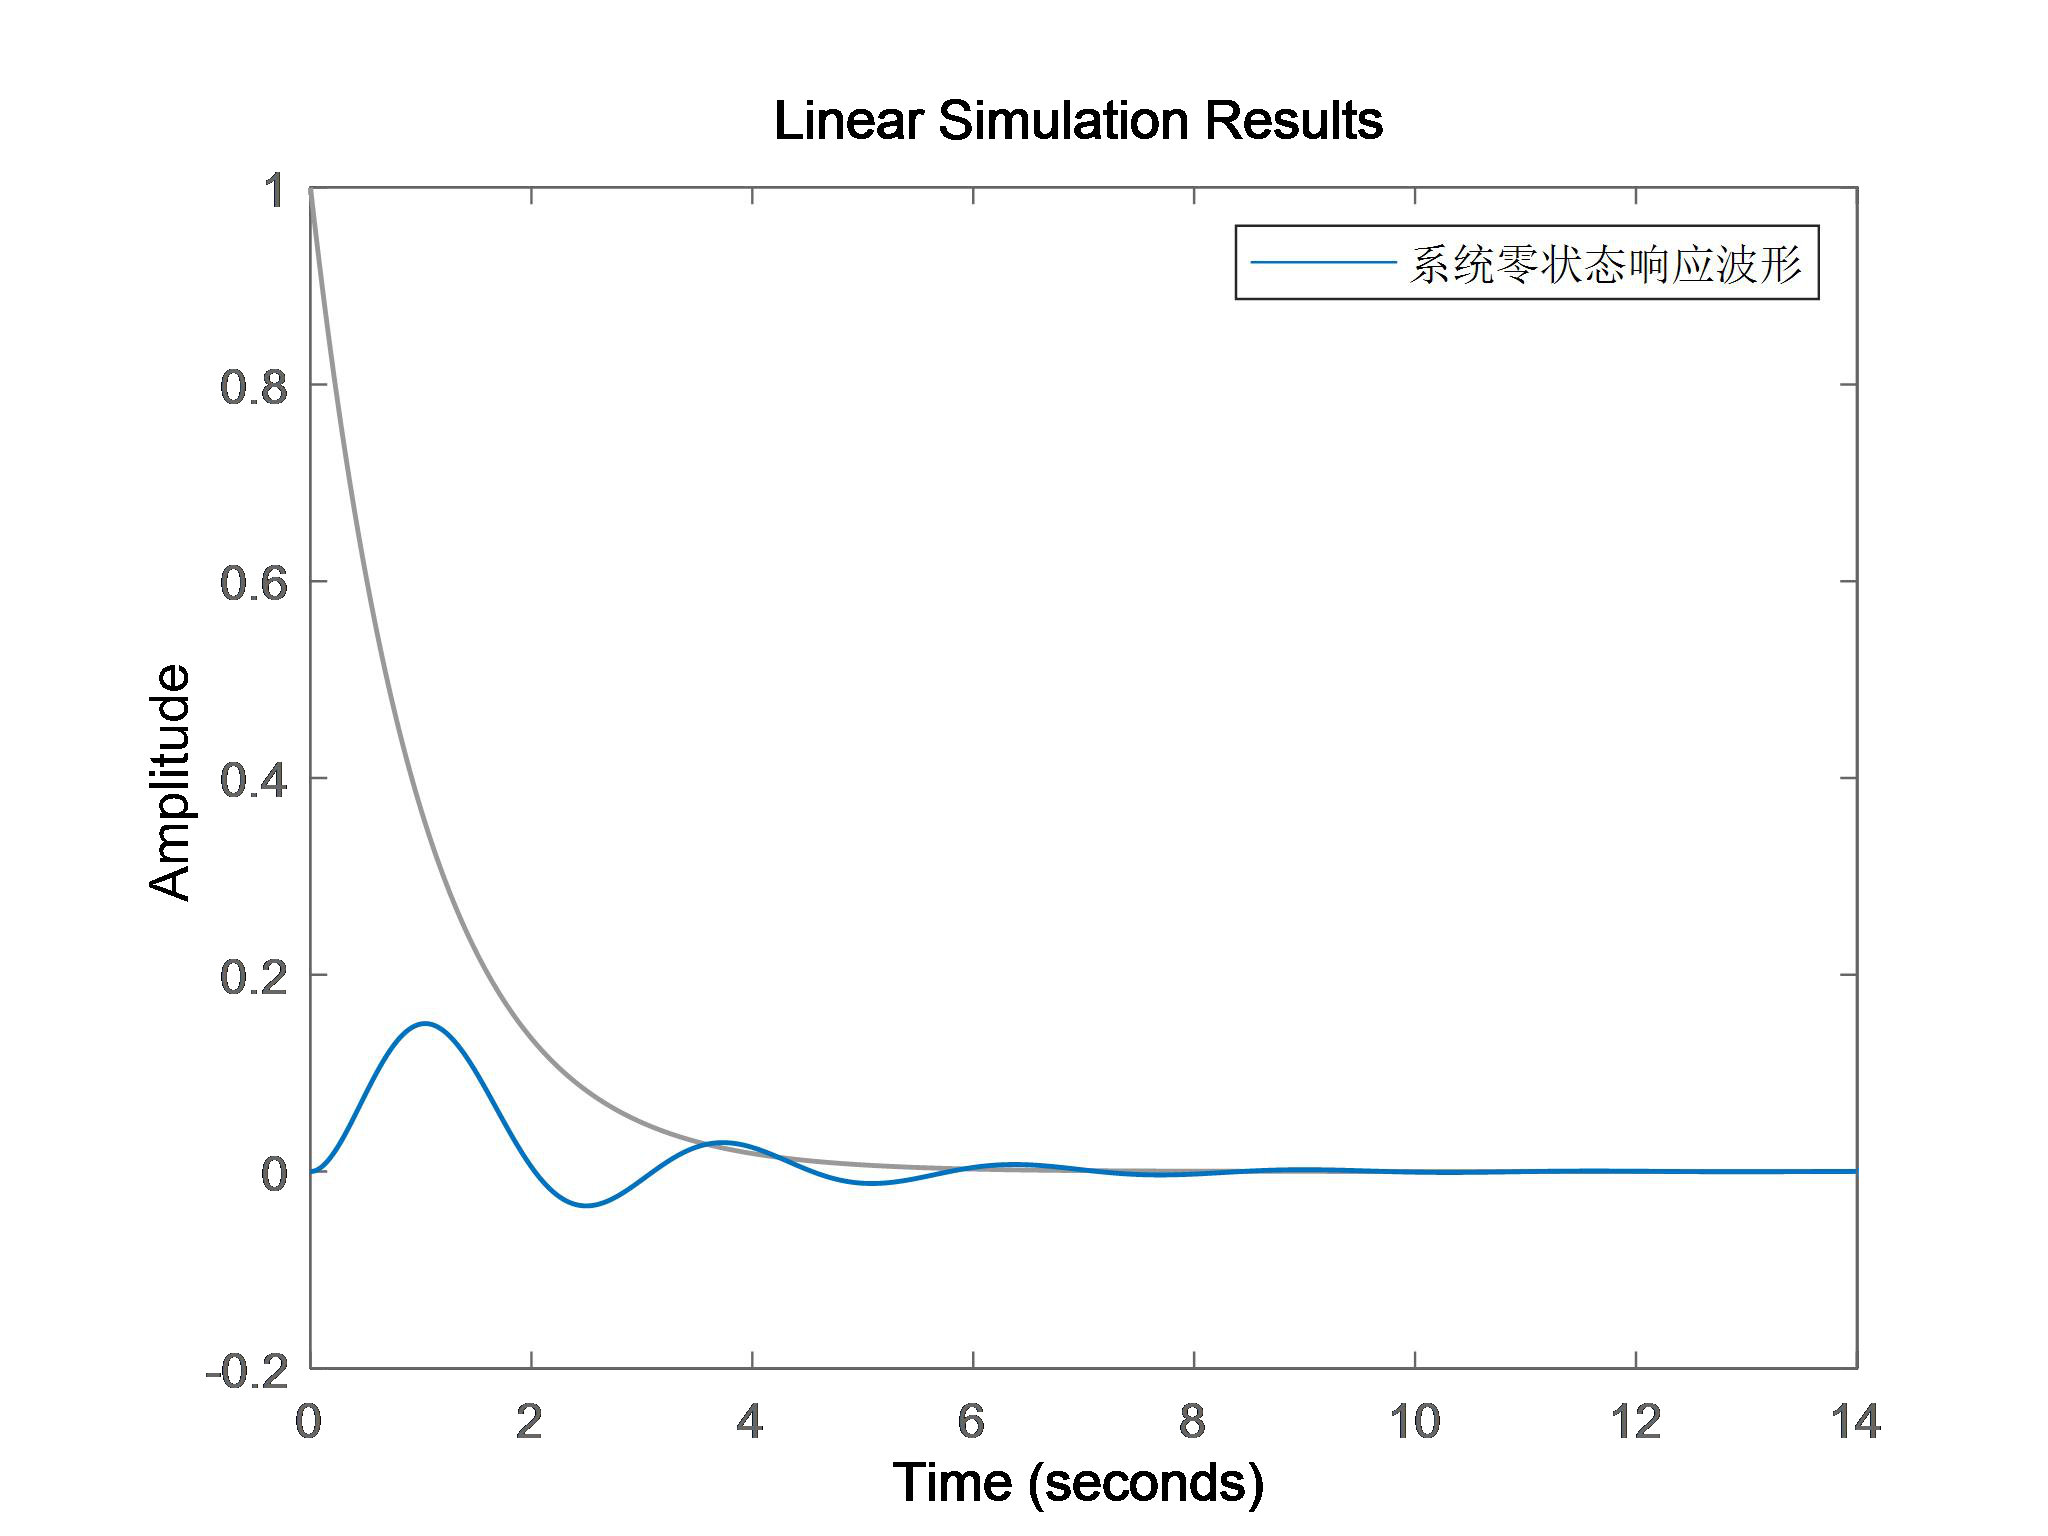 Linear Simulation Results
系统零状态响应波形
Amplitude
1
0.8
0.6
0.4
0.2
0
-0.2
0 2 4 6 8 10 12 14
Time (seconds)